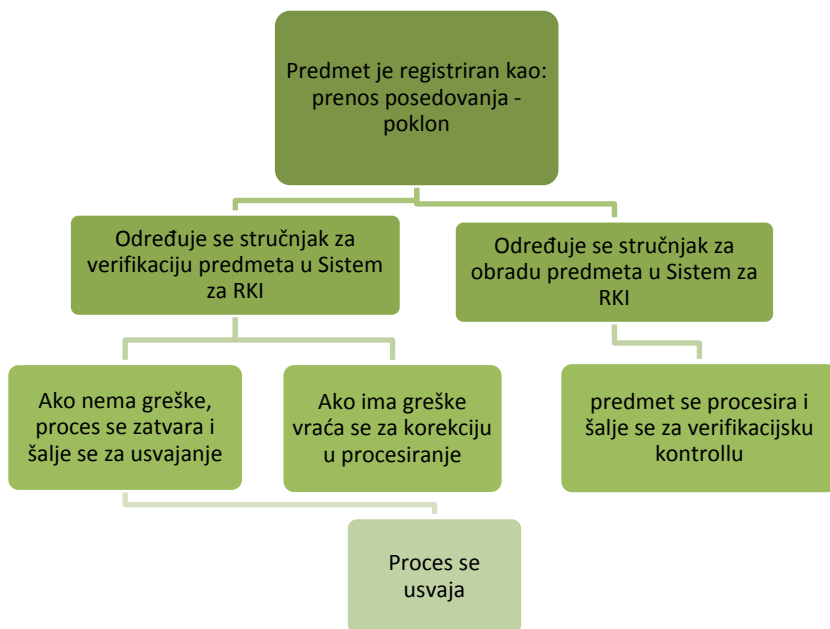 Predmet je registriran kao:
prenos posedovanja -
poklon
Određuje se stručnjak za
verifikaciju predmeta u Sistem
za RKI
Određuje se stručnjak za
obradu predmeta u Sistem za
RKI
Ako nema greške,
proces se zatvara i
šalje se za usvajanje
Ako ima greške
vraća se za korekciju
u procesiranje
predmet se procesira i
šalje se za verifikacijsku
kontrollu
Proces se
usvaja